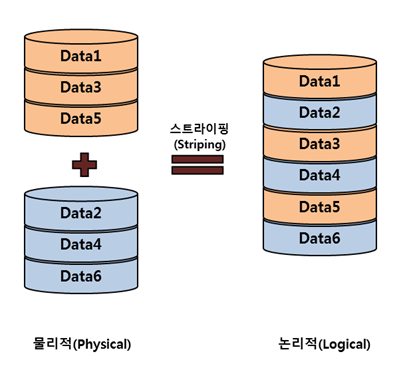 Data1
Data3
Data5
Data2
Data4
Data6
물리적(Physical)
스트라이핑
(Striping)
Data1
Data2
Data3
Data4
Data5
Data6
논리적(Logical)